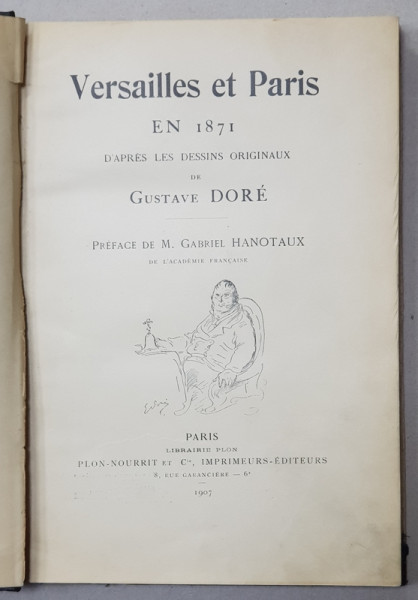 Versailles et Paris
EN 1871
D'APRÈS LES DESSINS ORIGINAUX
DE
GUSTAVE DORÉ
PRÉFACE DE M. GABRIEL HANOTAUX
DE L'ACADÉMIE FRANÇAISE
G. Doré
PARIS
LIBRAIRIE PLON
PLON-NOURRIT ET Cie, IMPRIMEURS-ÉDITEURS
8, RUE GARANCIÈRE — 6e
1907